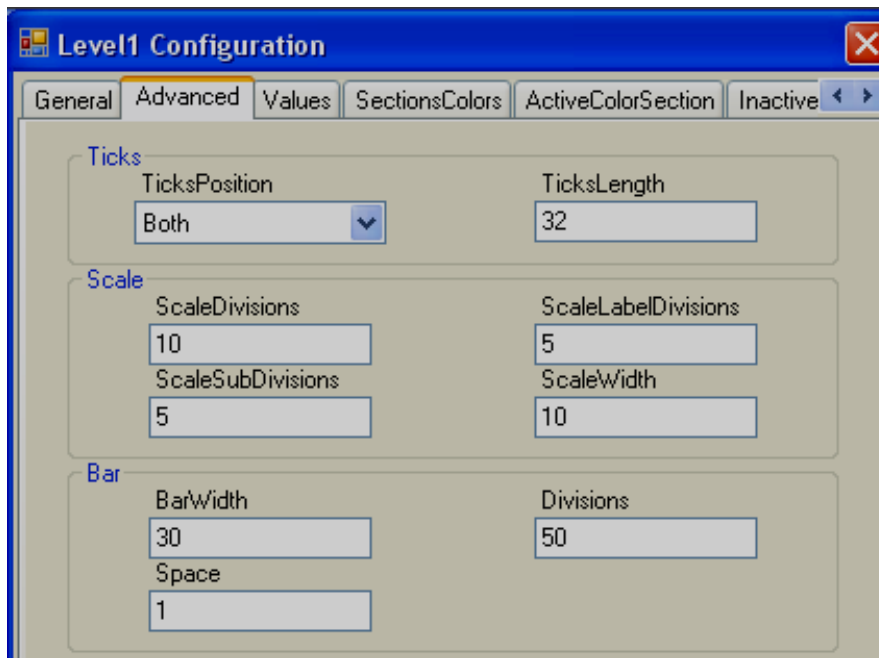 Level1 Configuration
General Advanced Values SectionsColors ActiveColorSection Inactive
Ticks
TicksPosition TicksLength
Both 32
Scale
ScaleDivisions ScaleLabelDivisions
10 5
ScaleSubDivisions ScaleWidth
5 10
Bar
BarWidth Divisions
30 50
Space
1